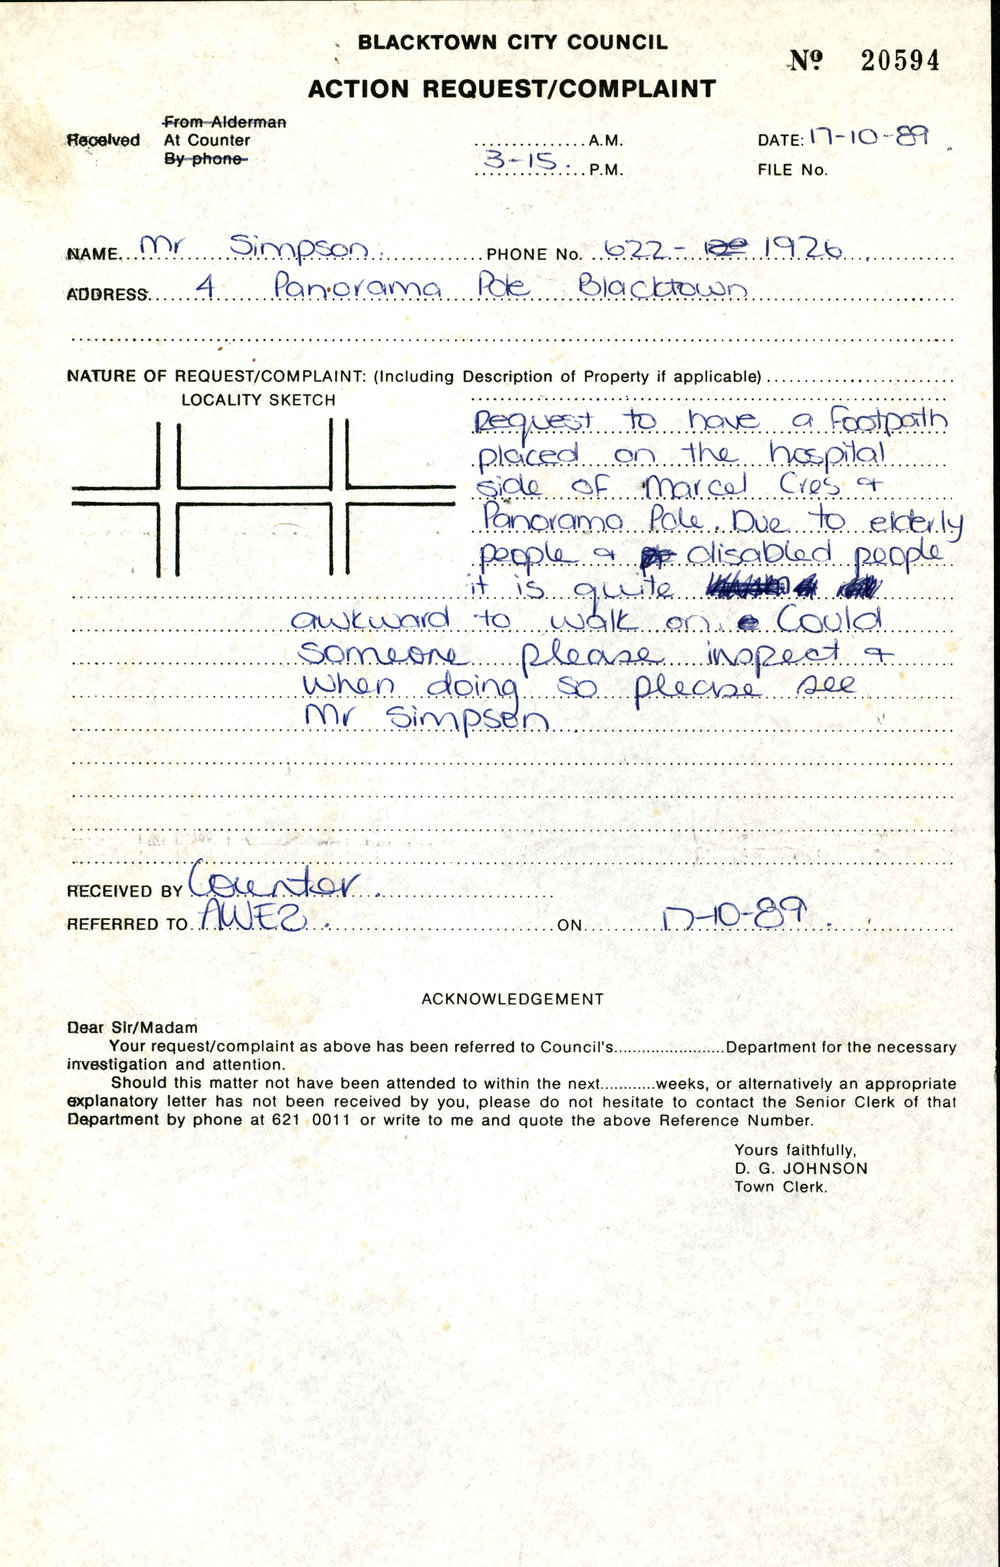 BLACKTOWN CITY COUNCIL
Nº 20594
ACTION REQUEST/COMPLAINT
From Alderman
Received At Counter ............... A.M. DATE: 17-10-89
By phone
3-15 P.M. FILE No.
NAME. Mr Simpson. PHONE No. 622- 1926
ADDRESS 4 Panorama Pde Blacktown
NATURE OF REQUEST/COMPLAINT: (Including Description of Property if applicable)
LOCALITY SKETCH
Request to have a footpath
placed on the hospital
side of Marcel Cres &
Panorama Pde. Due to elderly
people & disabled people
it is quite
awkward to walk on. Could
someone please inspect &
when doing so please see
Mr Simpson
RECEIVED BY Counter.
REFERRED TO AWES. ON 17-10-89.
ACKNOWLEDGEMENT
Dear Sir/Madam
Your request/complaint as above has been referred to Council's........................Department for the necessary
investigation and attention.
Should this matter not have been attended to within the next............weeks, or alternatively an appropriate
explanatory letter has not been received by you, please do not hesitate to contact the Senior Clerk of that
Department by phone at 621 0011 or write to me and quote the above Reference Number.
Yours faithfully,
D. G. JOHNSON
Town Clerk.